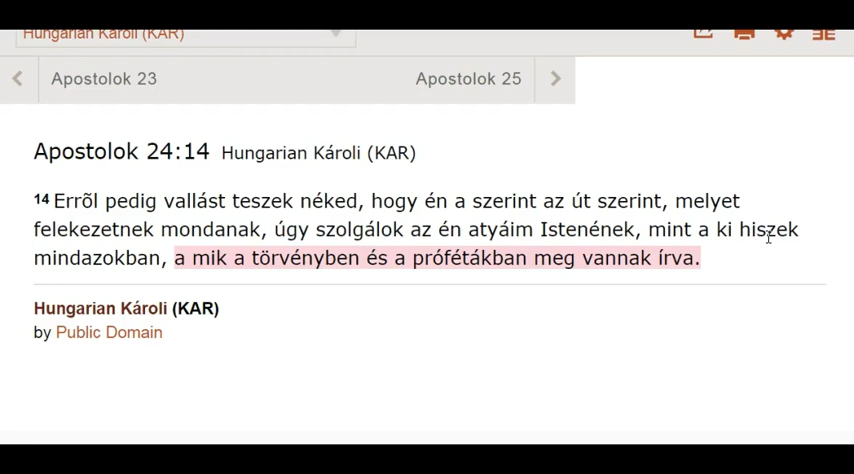 Hungarian Károli (KAR)
Apostolok 23
Apostolok 25
Apostolok 24:14 Hungarian Károli (KAR)
14 Errõl pedig vallást teszek néked, hogy én a szerint az út szerint, melyet
felekezetnek mondanak, úgy szolgálok az én atyáim Istenének, mint a ki hiszek
mindazokban, a mik a törvényben és a prófétákban meg vannak írva.
Hungarian Károli (KAR)
by Public Domain